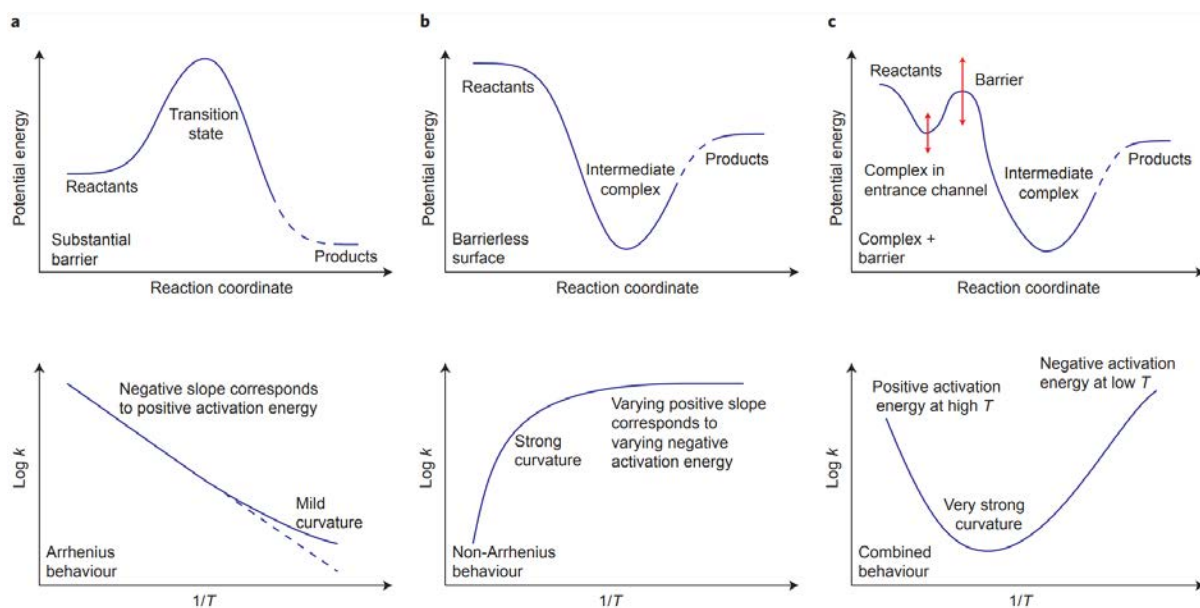 a
Potential energy
Reactants
Transition
state
Products
Substantial
barrier
Reaction coordinate
b
Potential energy
Reactants
Intermediate
complex
Products
Barrierless
surface
Reaction coordinate
c
Potential energy
Reactants
Barrier
Complex in
entrance channel
Intermediate
complex
Products
Complex +
barrier
Reaction coordinate
Log k
Negative slope corresponds
to positive activation energy
Mild
curvature
Arrhenius
behaviour
1/T
Log k
Strong
curvature
Varying positive slope
corresponds to
varying negative
activation energy
Non-Arrhenius
behaviour
1/T
Log k
Positive activation
energy at high T
Negative activation
energy at low T
Very strong
curvature
Combined behaviour
1/T